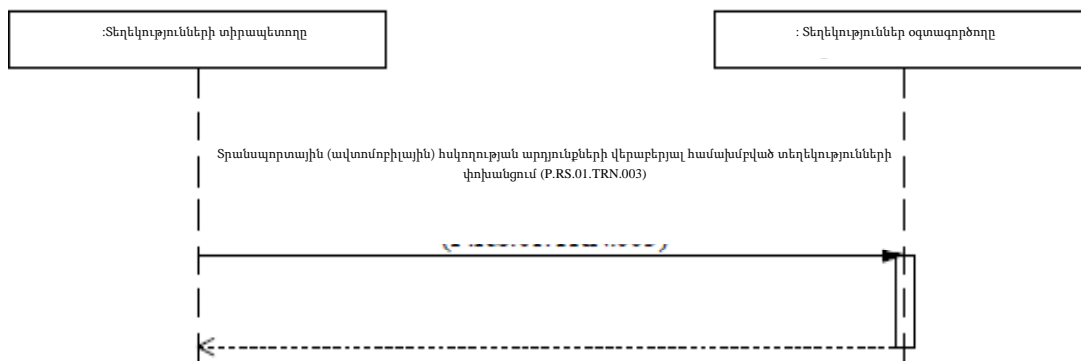 :Տեղեկությունների տիրապետողը
: Տեղեկություններ օգտագործողը
Տրանսպորտային (ավտոմոբիլային) հսկողության արդյունքների վերաբերյալ համախմբված տեղեկությունների
փոխանցում (P.RS.01.TRN.003)